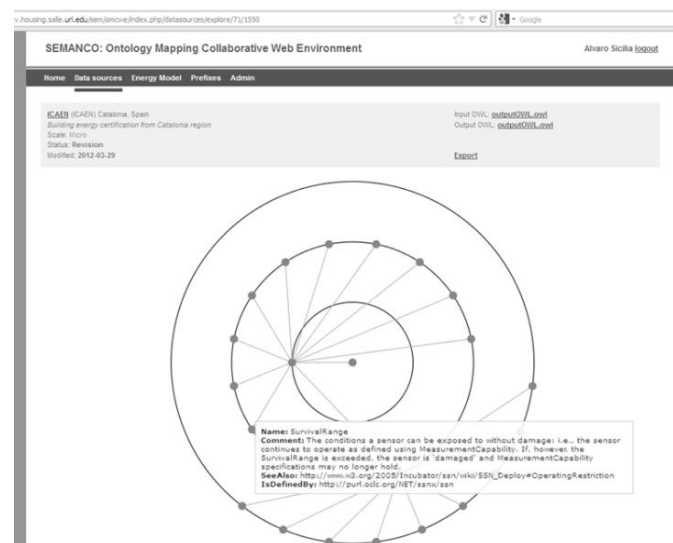 v.housing.salle.url.edu/sem/omcwe/index.php/datasources/explore/71/1550
Google
SEMANCO: Ontology Mapping Collaborative Web Environment
Alvaro Sicilia logout
Home Data sources Energy Model Prefixes Admin
ICAEN (ICAEN) Catalonia, Spain
Building energy certification from Catalonia region
Scale: Micro
Status: Revision
Modified: 2012-03-29
Input OWL: outputOWL.owl
Output OWL: outputOWL.owl
Export
Name: SurvivalRange
Comment: The conditions a sensor can be exposed to without damage: i.e., the sensor
continues to operate as defined using MeasurementCapability. If, however, the
SurvivalRange is exceeded, the sensor is 'damaged' and MeasurementCapability
specifications may no longer hold.
SeeAlso: http://www.w3.org/2005/Incubator/ssn/wiki/SSN_Deploy#OperatingRestriction
IsDefinedBy: http://purl.oclc.org/NET/ssnx/ssn